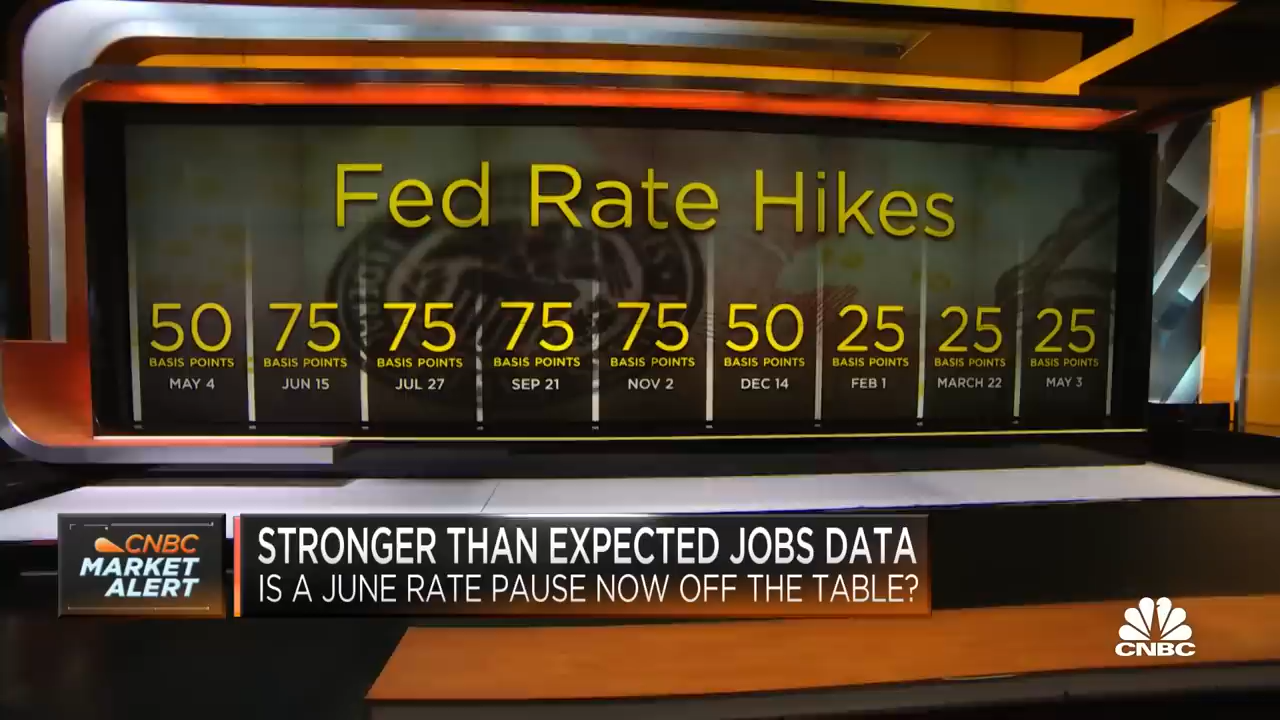 Fed Rate Hikes
50 75 75 75 75 50 25 25 25
BASIS POINTS BASIS POINTS BASIS POINTS BASIS POINTS BASIS POINTS BASIS POINTS BASIS POINTS BASIS POINTS BASIS POINTS
MAY 4 JUN 15 JUL 27 SEP 21 NOV 2 DEC 14 FEB 1 MARCH 22 MAY 3
CNBC
MARKET
ALERT
STRONGER THAN EXPECTED JOBS DATA
IS A JUNE RATE PAUSE NOW OFF THE TABLE?
CNBC